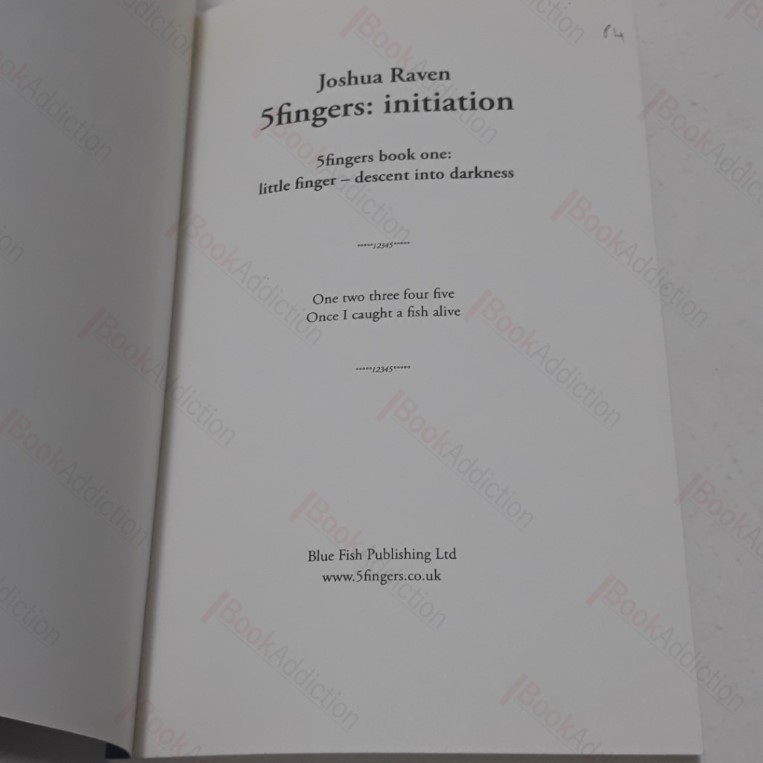 Joshua Raven
5fingers: initiation
5fingers book one:
little finger – descent into darkness
*****12345*****
One two three four five
Once I caught a fish alive
*****12345*****
Blue Fish Publishing Ltd
www.5fingers.co.uk
BookAddiction